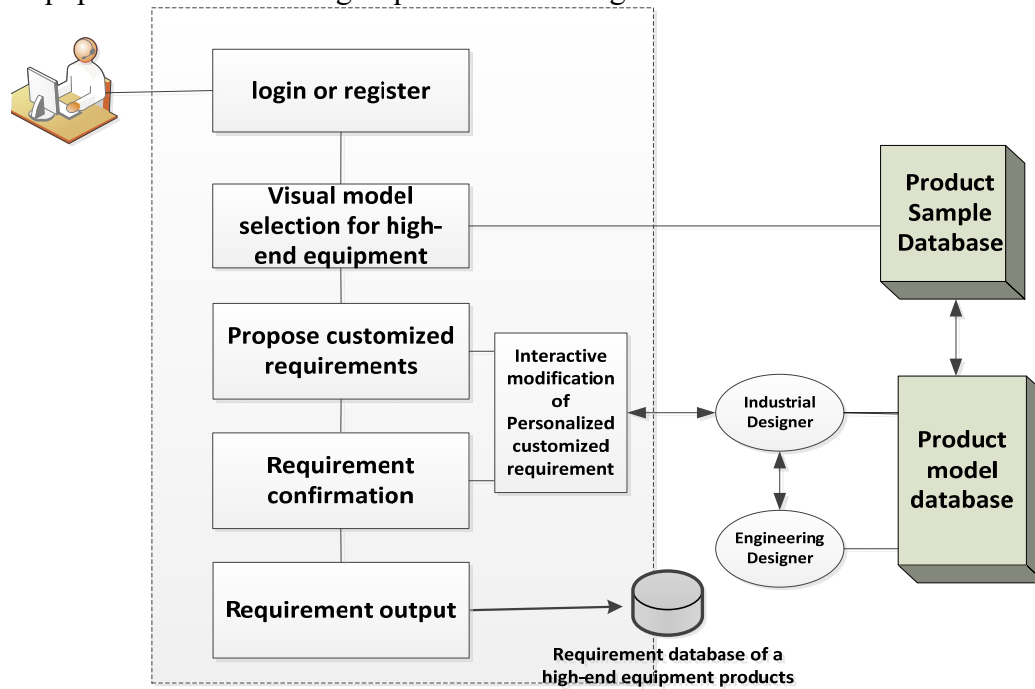 login or register
Visual model
selection for high-
end equipment
Propose customized
requirements
Interactive
modification
of
Personalized
customized
requirement
Requirement
confirmation
Requirement output
Industrial
Designer
Engineering
Designer
Product
Sample
Database
Product
model
database
Requirement database of a
high-end equipment products